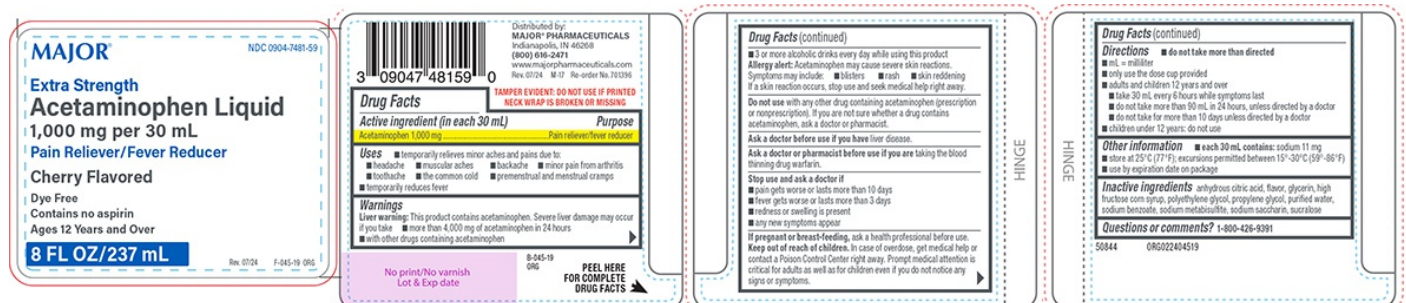 MAJOR®
NDC 0904-7481-59
Extra Strength
Acetaminophen Liquid
1,000 mg per 30 mL
Pain Reliever/Fever Reducer
Cherry Flavored
Dye Free
Contains no aspirin
Ages 12 Years and Over
8 FL OZ/237 mL
Rev. 07/24 F-045-19 ORG
3 09047 48159 0
Distributed by:
MAJOR® PHARMACEUTICALS
Indianapolis, IN 46268
(800) 616-2471
www.majorpharmaceuticals.com
Rev. 07/24 M-17 Re-order No. 701396
TAMPER EVIDENT: DO NOT USE IF PRINTED
NECK WRAP IS BROKEN OR MISSING
Drug Facts
Active ingredient (in each 30 mL) Purpose
Acetaminophen 1,000 mg ... Pain reliever/fever reducer
Uses ■ temporarily relieves minor aches and pains due to:
■ headache ■ muscular aches ■ backache ■ minor pain from arthritis
■ toothache ■ the common cold ■ premenstrual and menstrual cramps
■ temporarily reduces fever
Warnings
Liver warning: This product contains acetaminophen. Severe liver damage may occur
if you take ■ more than 4,000 mg of acetaminophen in 24 hours
■ with other drugs containing acetaminophen
No print/No varnish
Lot & Exp date
B-045-19
ORG
PEEL HERE
FOR COMPLETE
DRUG FACTS
Drug Facts (continued)
■ 3 or more alcoholic drinks every day while using this product
Allergy alert: Acetaminophen may cause severe skin reactions.
Symptoms may include: ■ blisters ■ rash ■ skin reddening
If a skin reaction occurs, stop use and seek medical help right away.
Do not use with any other drug containing acetaminophen (prescription
or nonprescription). If you are not sure whether a drug contains
acetaminophen, ask a doctor or pharmacist.
Ask a doctor before use if you have liver disease.
Ask a doctor or pharmacist before use if you are taking the blood
thinning drug warfarin.
Stop use and ask a doctor if
■ pain gets worse or lasts more than 10 days
■ fever gets worse or lasts more than 3 days
■ redness or swelling is present
■ any new symptoms appear
If pregnant or breast-feeding, ask a health professional before use.
Keep out of reach of children. In case of overdose, get medical help or
contact a Poison Control Center right away. Prompt medical attention is
critical for adults as well as for children even if you do not notice any
signs or symptoms.
HINGE
HINGE
Drug Facts (continued)
Directions ■ do not take more than directed
■ mL = milliliter
■ only use the dose cup provided
■ adults and children 12 years and over
■ take 30 mL every 6 hours while symptoms last
■ do not take more than 90 mL in 24 hours, unless directed by a doctor
■ do not take for more than 10 days unless directed by a doctor
■ children under 12 years: do not use
Other information ■ each 30 mL contains: sodium 11 mg
■ store at 25°C (77°F); excursions permitted between 15°-30°C (59°-86°F)
■ use by expiration date on package
Inactive ingredients anhydrous citric acid, flavor, glycerin, high
fructose corn syrup, polyethylene glycol, propylene glycol, purified water,
sodium benzoate, sodium metabisulfite, sodium saccharin, sucralose
Questions or comments? 1-800-426-9391
50844 ORG022404519